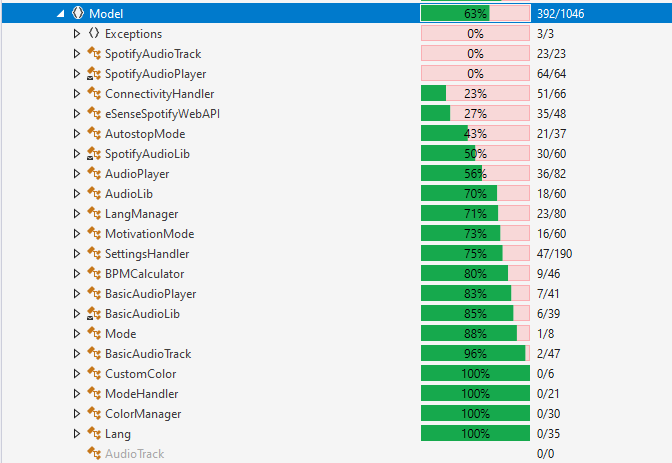 Model 63% 392/1046
Exceptions 0% 3/3
SpotifyAudioTrack 0% 23/23
SpotifyAudioPlayer 0% 64/64
ConnectivityHandler 23% 51/66
eSenseSpotifyWebAPI 27% 35/48
AutostopMode 43% 21/37
SpotifyAudioLib 50% 30/60
AudioPlayer 56% 36/82
AudioLib 70% 18/60
LangManager 71% 23/80
MotivationMode 73% 16/60
SettingsHandler 75% 47/190
BPMCalculator 80% 9/46
BasicAudioPlayer 83% 7/41
BasicAudioLib 85% 6/39
Mode 88% 1/8
BasicAudioTrack 96% 2/47
CustomColor 100% 0/6
ModeHandler 100% 0/21
ColorManager 100% 0/30
Lang 100% 0/35
AudioTrack 0/0